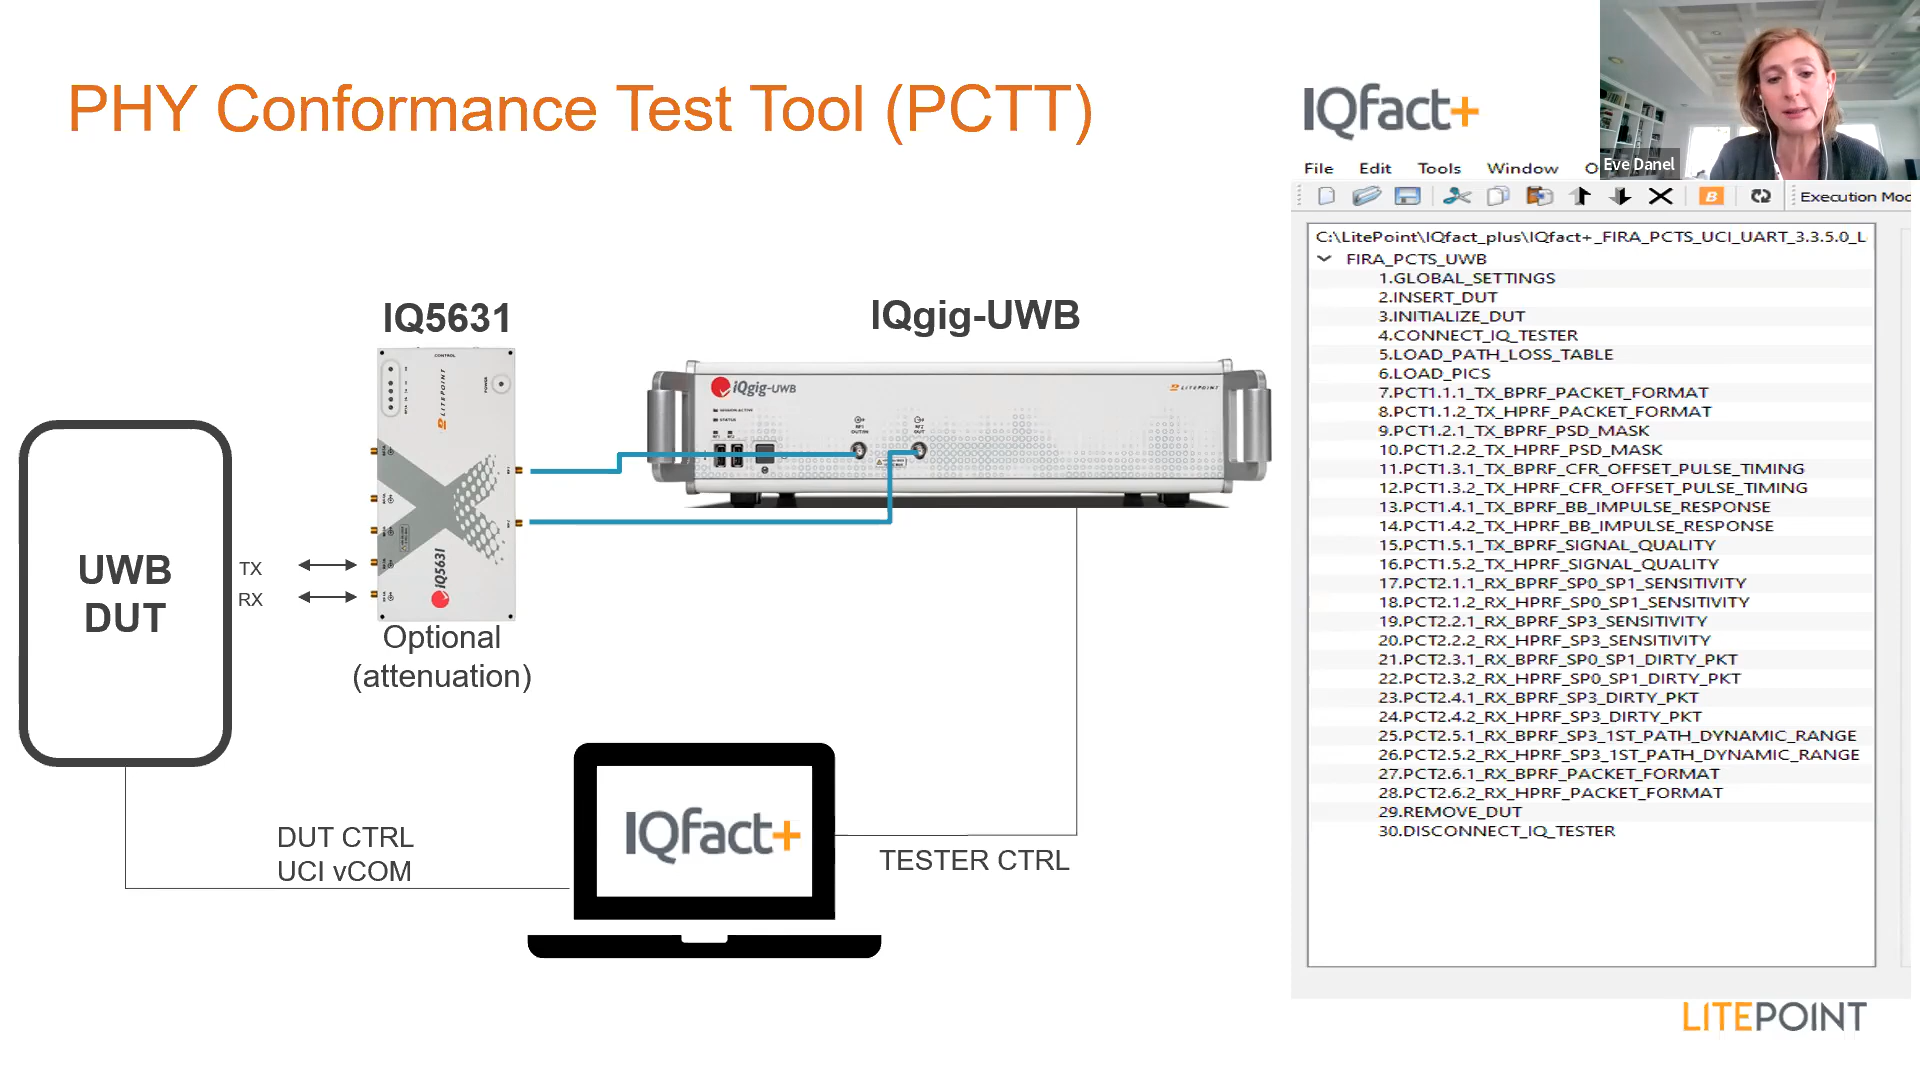 PHY Conformance Test Tool (PCTT)
IQfact+
Eve Danel
File Edit Tools Window
Execution Mod
C:\LitePoint\IQfact_plus\IQfact+_FIRA_PCTS_UCI_UART_3.3.5.0_L
FIRA_PCTS_UWB
1.GLOBAL_SETTINGS
2.INSERT_DUT
3.INITIALIZE_DUT
4.CONNECT_IQ_TESTER
5.LOAD_PATH_LOSS_TABLE
6.LOAD_PICS
7.PCT1.1.1_TX_BPRF_PACKET_FORMAT
8.PCT1.1.2_TX_HPRF_PACKET_FORMAT
9.PCT1.2.1_TX_BPRF_PSD_MASK
10.PCT1.2.2_TX_HPRF_PSD_MASK
11.PCT1.3.1_TX_BPRF_CFR_OFFSET_PULSE_TIMING
12.PCT1.3.2_TX_HPRF_CFR_OFFSET_PULSE_TIMING
13.PCT1.4.1_TX_BPRF_BB_IMPULSE_RESPONSE
14.PCT1.4.2_TX_HPRF_BB_IMPULSE_RESPONSE
15.PCT1.5.1_TX_BPRF_SIGNAL_QUALITY
16.PCT1.5.2_TX_HPRF_SIGNAL_QUALITY
17.PCT2.1.1_RX_BPRF_SP0_SP1_SENSITIVITY
18.PCT2.1.2_RX_HPRF_SP0_SP1_SENSITIVITY
19.PCT2.2.1_RX_BPRF_SP3_SENSITIVITY
20.PCT2.2.2_RX_HPRF_SP3_SENSITIVITY
21.PCT2.3.1_RX_BPRF_SP0_SP1_DIRTY_PKT
22.PCT2.3.2_RX_HPRF_SP0_SP1_DIRTY_PKT
23.PCT2.4.1_RX_BPRF_SP3_DIRTY_PKT
24.PCT2.4.2_RX_HPRF_SP3_DIRTY_PKT
25.PCT2.5.1_RX_BPRF_SP3_1ST_PATH_DYNAMIC_RANGE
26.PCT2.5.2_RX_HPRF_SP3_1ST_PATH_DYNAMIC_RANGE
27.PCT2.6.1_RX_BPRF_PACKET_FORMAT
28.PCT2.6.2_RX_HPRF_PACKET_FORMAT
29.REMOVE_DUT
30.DISCONNECT_IQ_TESTER
IQ5631
IQgig-UWB
CONTROL
POWER
LITEPOINT
IQ5631
iQgig-UWB
LITEPOINT
STATUS
UWB
DUT
TX
RX
Optional
(attenuation)
DUT CTRL
UCI vCOM
IQfact+
TESTER CTRL
LITEPOINT